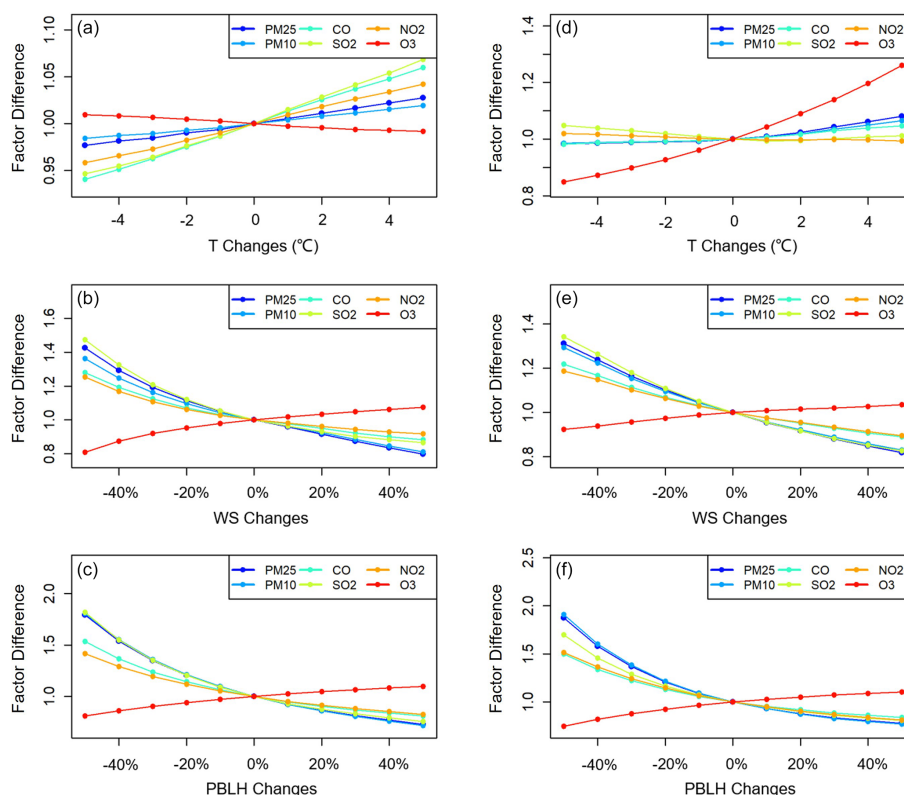 (a)
PM25 CO NO2
PM10 SO2 O3
Factor Difference
1.10
1.05
1.00
0.95
-4 -2 0 2 4
T Changes (℃)
(d)
PM25 CO NO2
PM10 SO2 O3
Factor Difference
1.4
1.2
1.0
0.8
-4 -2 0 2 4
T Changes (℃)
(b)
PM25 CO NO2
PM10 SO2 O3
Factor Difference
1.6
1.4
1.2
1.0
0.8
-40% -20% 0% 20% 40%
WS Changes
(e)
PM25 CO NO2
PM10 SO2 O3
Factor Difference
1.4
1.2
1.0
0.8
-40% -20% 0% 20% 40%
WS Changes
(c)
PM25 CO NO2
PM10 SO2 O3
Factor Difference
2.0
1.5
1.0
-40% -20% 0% 20% 40%
PBLH Changes
(f)
PM25 CO NO2
PM10 SO2 O3
Factor Difference
2.5
2.0
1.5
1.0
-40% -20% 0% 20% 40%
PBLH Changes